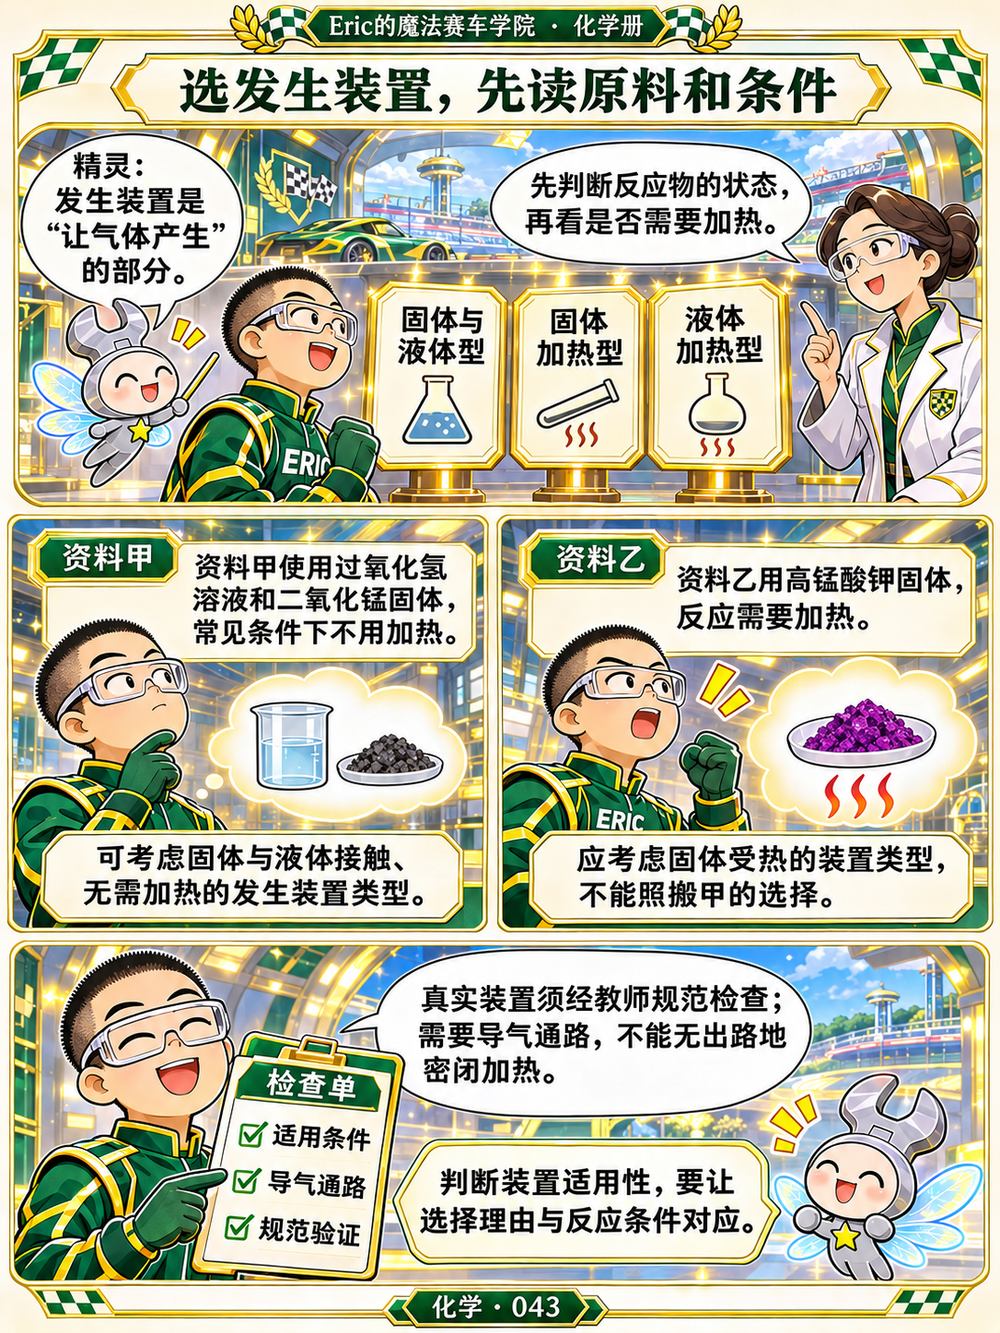 Eric的魔法赛车学院 · 化学册
选发生装置，先读原料和条件
精灵：
发生装置是
“让气体产生”
的部分。
先判断反应物的状态，
再看是否需要加热。
固体与
液体型
固体
加热型
液体
加热型
ERIC
资料甲
资料甲使用过氧化氢
溶液和二氧化锰固体，
常见条件下不用加热。
可考虑固体与液体接触、
无需加热的发生装置类型。
资料乙
资料乙用高锰酸钾固体，
反应需要加热。
ERIC
应考虑固体受热的装置类型，
不能照搬甲的选择。
真实装置须经教师规范检查；
需要导气通路，不能无出路地
密闭加热。
检查单
适用条件
导气通路
规范验证
判断装置适用性，要让
选择理由与反应条件对应。
化学 · 043